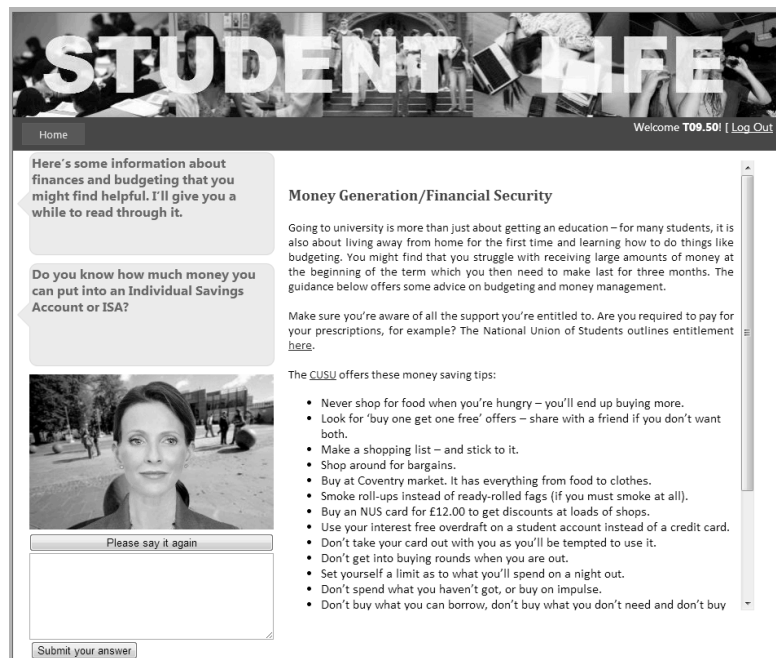 STUDENT LIFE
Home
Welcome T09.50! [ Log Out
Here's some information about
finances and budgeting that you
might find helpful. I'll give you a
while to read through it.
Do you know how much money you
can put into an Individual Savings
Account or ISA?
Please say it again
Submit your answer
Money Generation/Financial Security
Going to university is more than just about getting an education – for many students, it is
also about living away from home for the first time and learning how to do things like
budgeting. You might find that you struggle with receiving large amounts of money at
the beginning of the term which you then need to make last for three months. The
guidance below offers some advice on budgeting and money management.
Make sure you're aware of all the support you're entitled to. Are you required to pay for
your prescriptions, for example? The National Union of Students outlines entitlement
here.
The CUSU offers these money saving tips:
• Never shop for food when you're hungry – you'll end up buying more.
• Look for 'buy one get one free' offers – share with a friend if you don't want
both.
• Make a shopping list – and stick to it.
• Shop around for bargains.
• Buy at Coventry market. It has everything from food to clothes.
• Smoke roll-ups instead of ready-rolled fags (if you must smoke at all).
• Buy an NUS card for £12.00 to get discounts at loads of shops.
• Use your interest free overdraft on a student account instead of a credit card.
• Don't take your card out with you as you'll be tempted to use it.
• Don't get into buying rounds when you are out.
• Set yourself a limit as to what you'll spend on a night out.
• Don't spend what you haven't got, or buy on impulse.
• Don't buy what you can borrow, don't buy what you don't need and don't buy